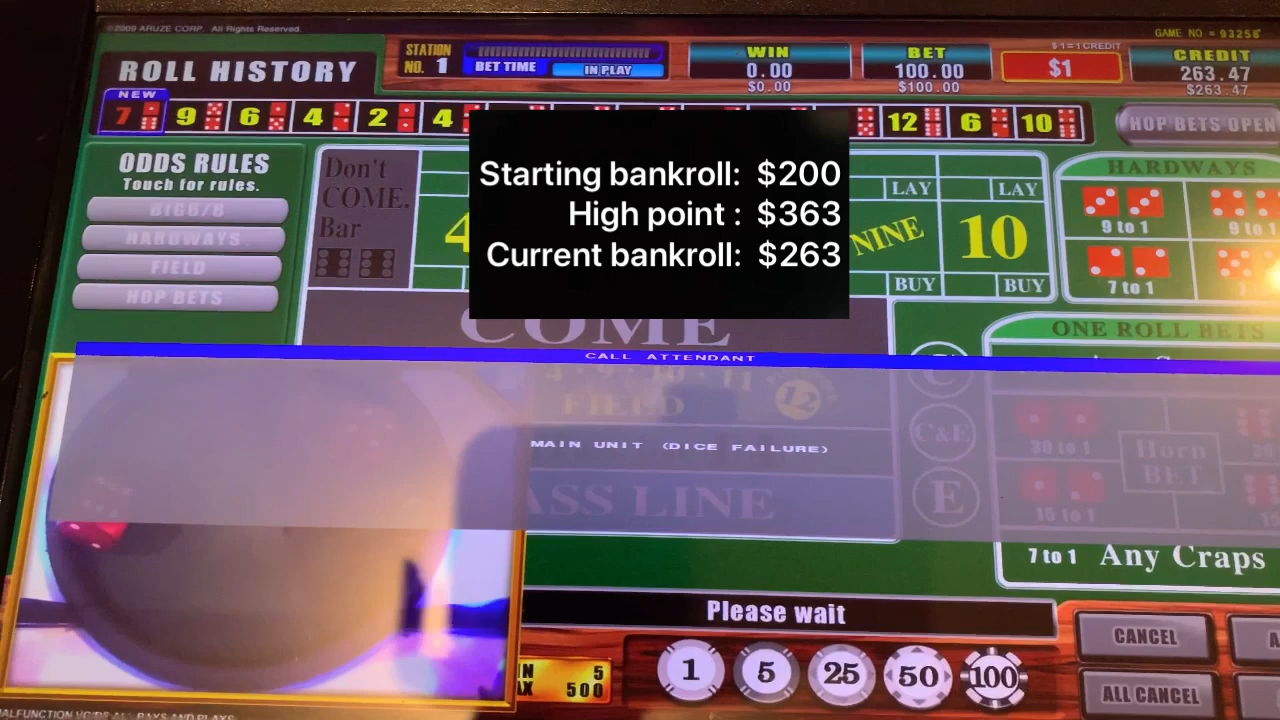 ©2009 ARUZE CORP. All Rights Reserved.
GAME NO = 93256
ROLL HISTORY
STATION NO. 1
BET TIME
IN PLAY
WIN
0.00
$0.00
BET
100.00
$100.00
$1=1CREDIT
$1
CREDIT
263.47
$263.47
NEW
7 9 6 4 2 4 12 6 10
HOP BETS OPEN
ODDS RULES
Touch for rules.
BIG6/8
HARDWAYS
FIELD
HOP BETS
Don't
COME.
Bar
4
Starting bankroll: $200
High point : $363
Current bankroll: $263
LAY
LAY
NINE
10
BUY
BUY
HARDWAYS
9 to 1
9 to 1
7 to 1
COME
ONE ROLL BETS
CALL ATTENDANT
FIELD
12
C
C&E
E
MAIN UNIT (DICE FAILURE)
30 to 1
Horn
BET
15 to 1
ASS LINE
7 to 1 Any Craps
Please wait
5
500
1
5
25
50
100
CANCEL
ALL CANCEL